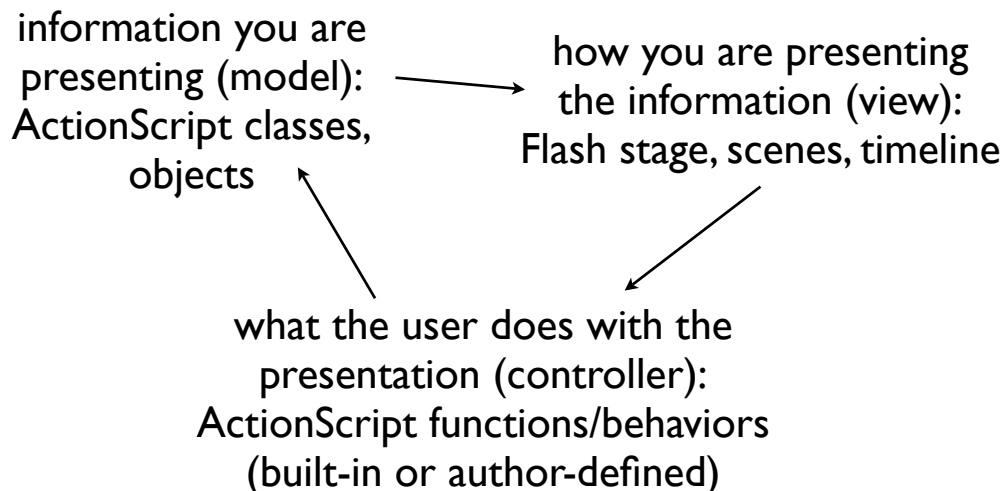 information you are
presenting (model):
ActionScript classes,
objects
how you are presenting
the information (view):
Flash stage, scenes, timeline
what the user does with the
presentation (controller):
ActionScript functions/behaviors
(built-in or author-defined)